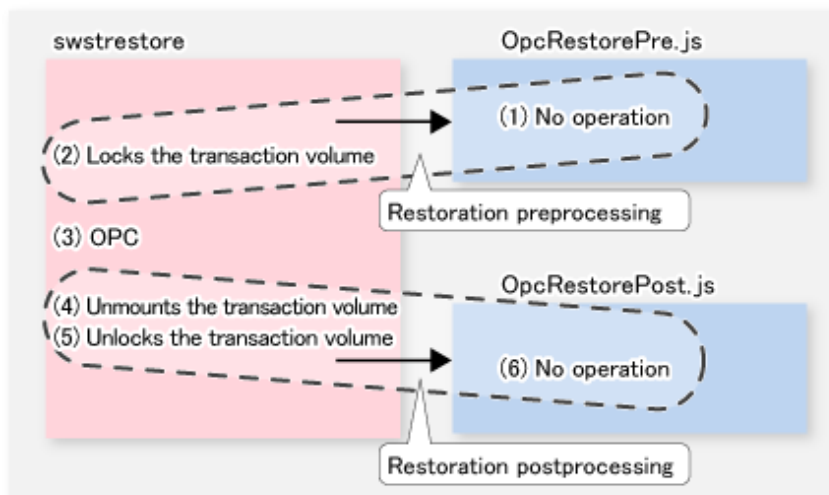 swstrestore
OpcRestorePre.js
(1) No operation
(2) Locks the transaction volume
Restoration preprocessing
(3) OPC
OpcRestorePost.js
(4) Unmounts the transaction volume
(5) Unlocks the transaction volume
(6) No operation
Restoration postprocessing